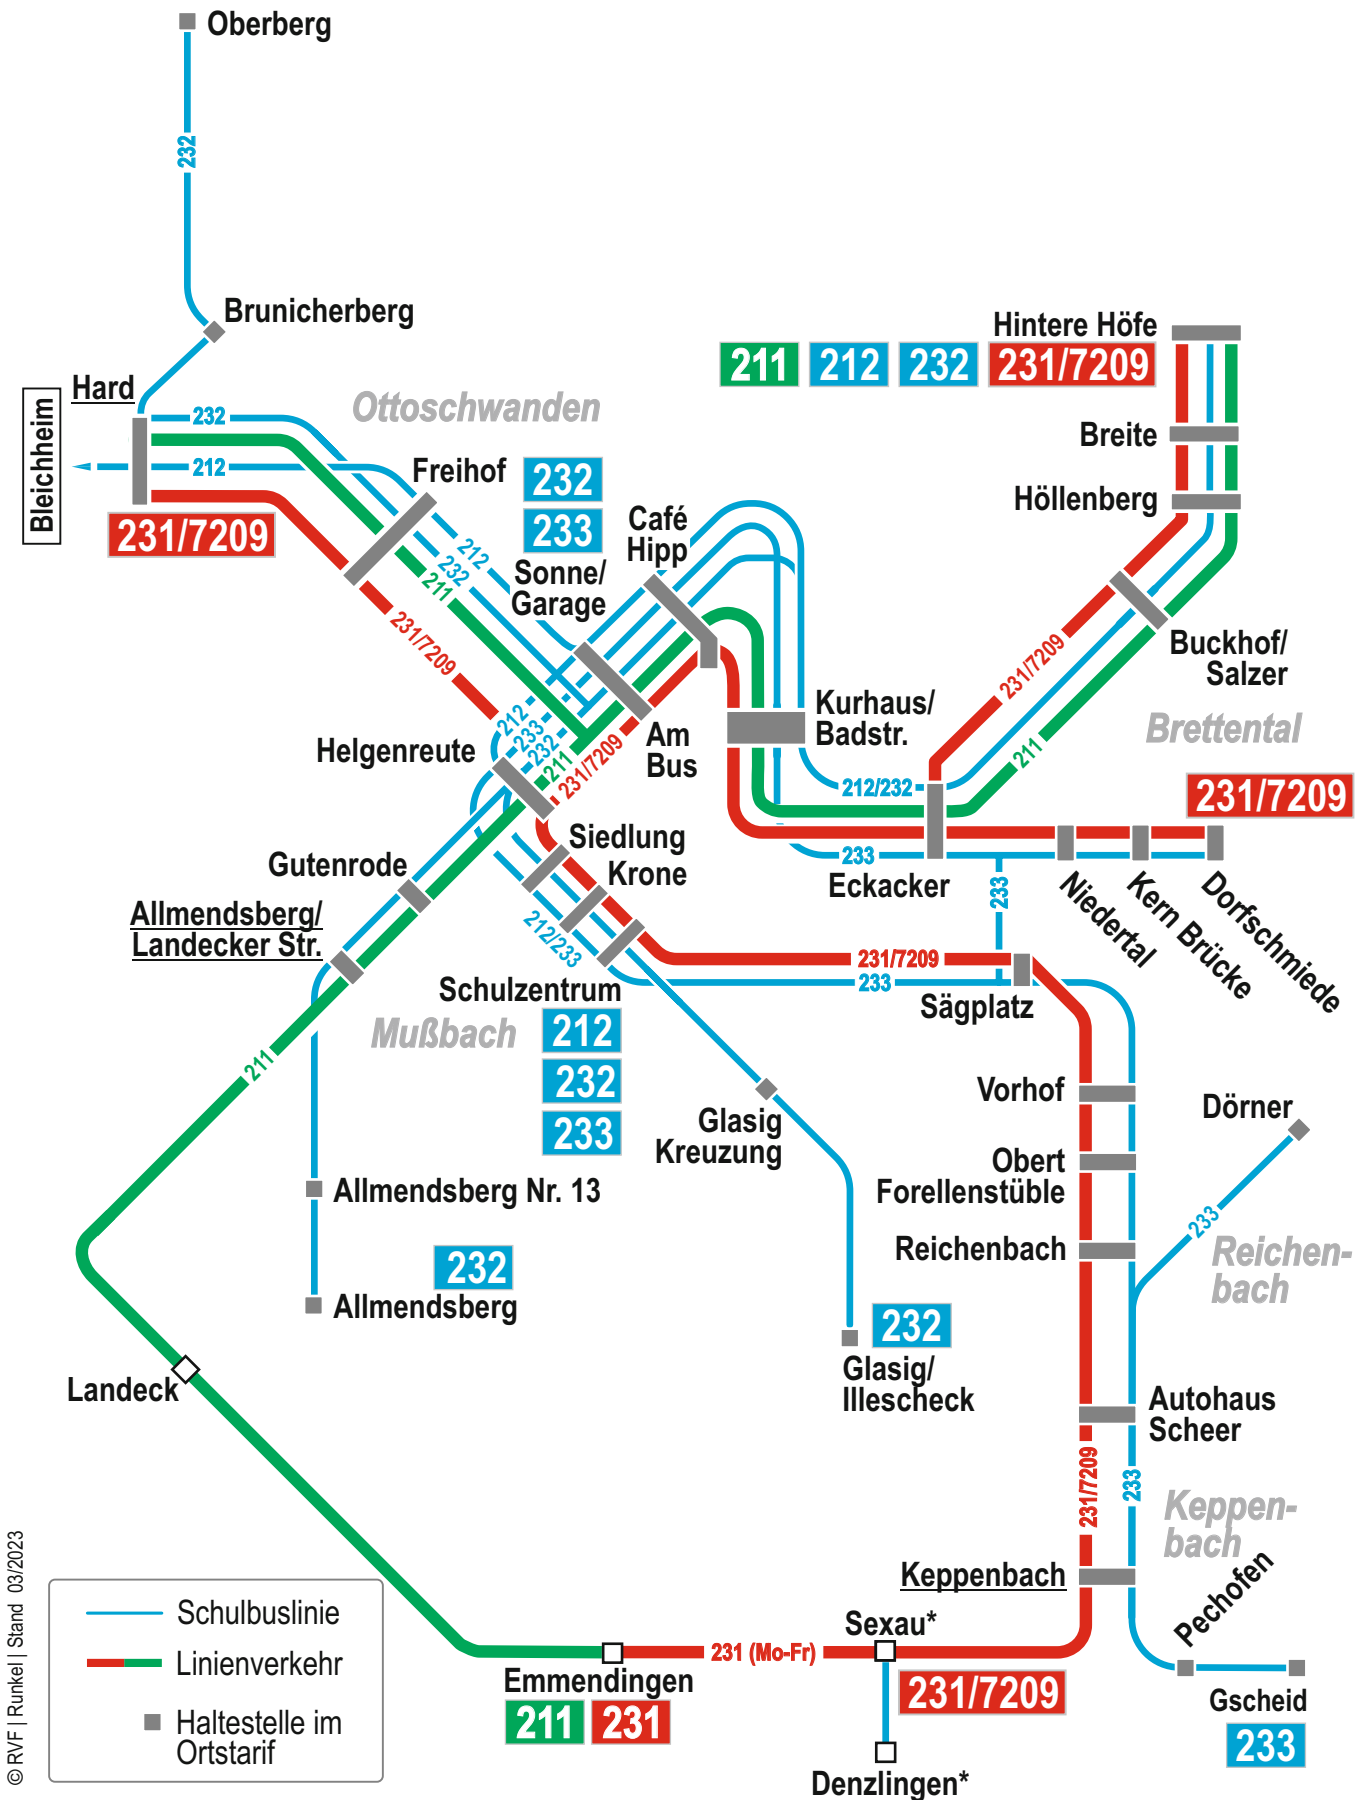 Oberberg
232
Brunicherberg
Hard
Bleichheim
232
212
231/7209
Ottoschwanden
Freihof
232
233
Sonne/
Garage
Café
Hipp
212
232
211
231/7209
Hintere Höfe
211
212
232
231/7209
Breite
Höllenberg
Buckhof/
Salzer
231/7209
211
Brettental
231/7209
Kurhaus/
Badstr.
Am
Bus
212
233
232
211
231/7209
Helgenreute
212/232
233
Eckacker
233
Niedertal
Kern Brücke
Dorfschmiede
Siedlung
Krone
Gutenrode
Allmendsberg/
Landecker Str.
212/233
231/7209
233
Sägplatz
Schulzentrum
212
232
233
Mußbach
211
Glasig
Kreuzung
Vorhof
Obert
Forellenstüble
Reichenbach
Dörner
233
Reichen-
bach
Allmendsberg Nr. 13
232
Allmendsberg
232
Glasig/
Illescheck
Landeck
Autohaus
Scheer
231/7209
233
Keppen-
bach
Keppenbach
Pechofen
Gscheid
233
Sexau*
231 (Mo-Fr)
231/7209
Emmendingen
211
231
Denzlingen*
Schulbuslinie
Linienverkehr
Haltestelle im
Ortstarif
© RVF | Runkel | Stand 03/2023